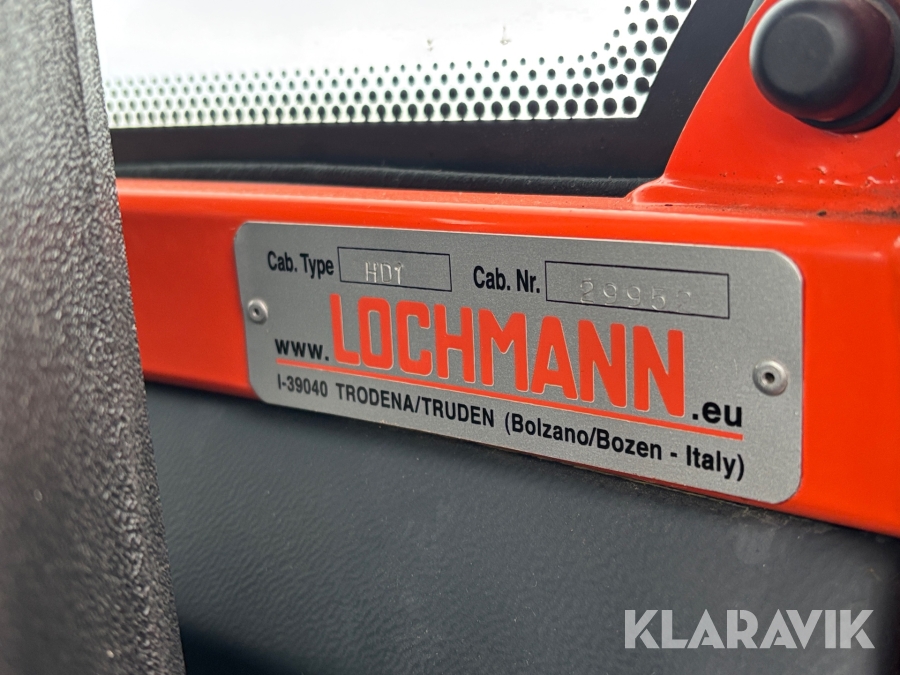 Cab. Type HD1 Cab. Nr.
www.LOCHMANN.eu
I-39040 TRODENA/TRUDEN (Bolzano/Bozen - Italy)
KLARAVIK